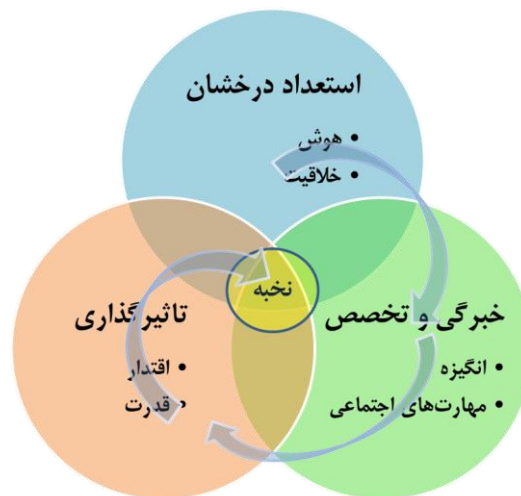 استعداد درخشان
• هوش
• خلاقیت
نخبه
خبرگی و تخصص
• انگیزه
• مهارت‌های اجتماعی
تاثیرگذاری
• اقتدار
• قدرت